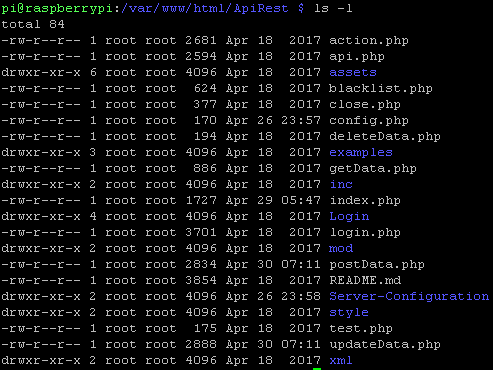 pi@raspberrypi:/var/www/html/ApiRest $ ls -l
total 84
-rw-r--r-- 1 root root 2681 Apr 18  2017 action.php
-rw-r--r-- 1 root root 2594 Apr 18  2017 api.php
drwxr-xr-x 6 root root 4096 Apr 18  2017 assets
-rw-r--r-- 1 root root  624 Apr 18  2017 blacklist.php
-rw-r--r-- 1 root root  377 Apr 18  2017 close.php
-rw-r--r-- 1 root root  170 Apr 26 23:57 config.php
-rw-r--r-- 1 root root  194 Apr 18  2017 deleteData.php
drwxr-xr-x 3 root root 4096 Apr 18  2017 examples
-rw-r--r-- 1 root root  886 Apr 18  2017 getData.php
drwxr-xr-x 2 root root 4096 Apr 18  2017 inc
-rw-r--r-- 1 root root 1727 Apr 29 05:47 index.php
drwxr-xr-x 4 root root 4096 Apr 18  2017 Login
-rw-r--r-- 1 root root 3701 Apr 18  2017 login.php
drwxr-xr-x 2 root root 4096 Apr 18  2017 mod
-rw-r--r-- 1 root root 2834 Apr 30 07:11 postData.php
-rw-r--r-- 1 root root 3854 Apr 18  2017 README.md
drwxr-xr-x 2 root root 4096 Apr 26 23:58 Server-Configuration
drwxr-xr-x 2 root root 4096 Apr 18  2017 style
-rw-r--r-- 1 root root  175 Apr 18  2017 test.php
-rw-r--r-- 1 root root 2888 Apr 30 07:11 updateData.php
drwxr-xr-x 2 root root 4096 Apr 18  2017 xml